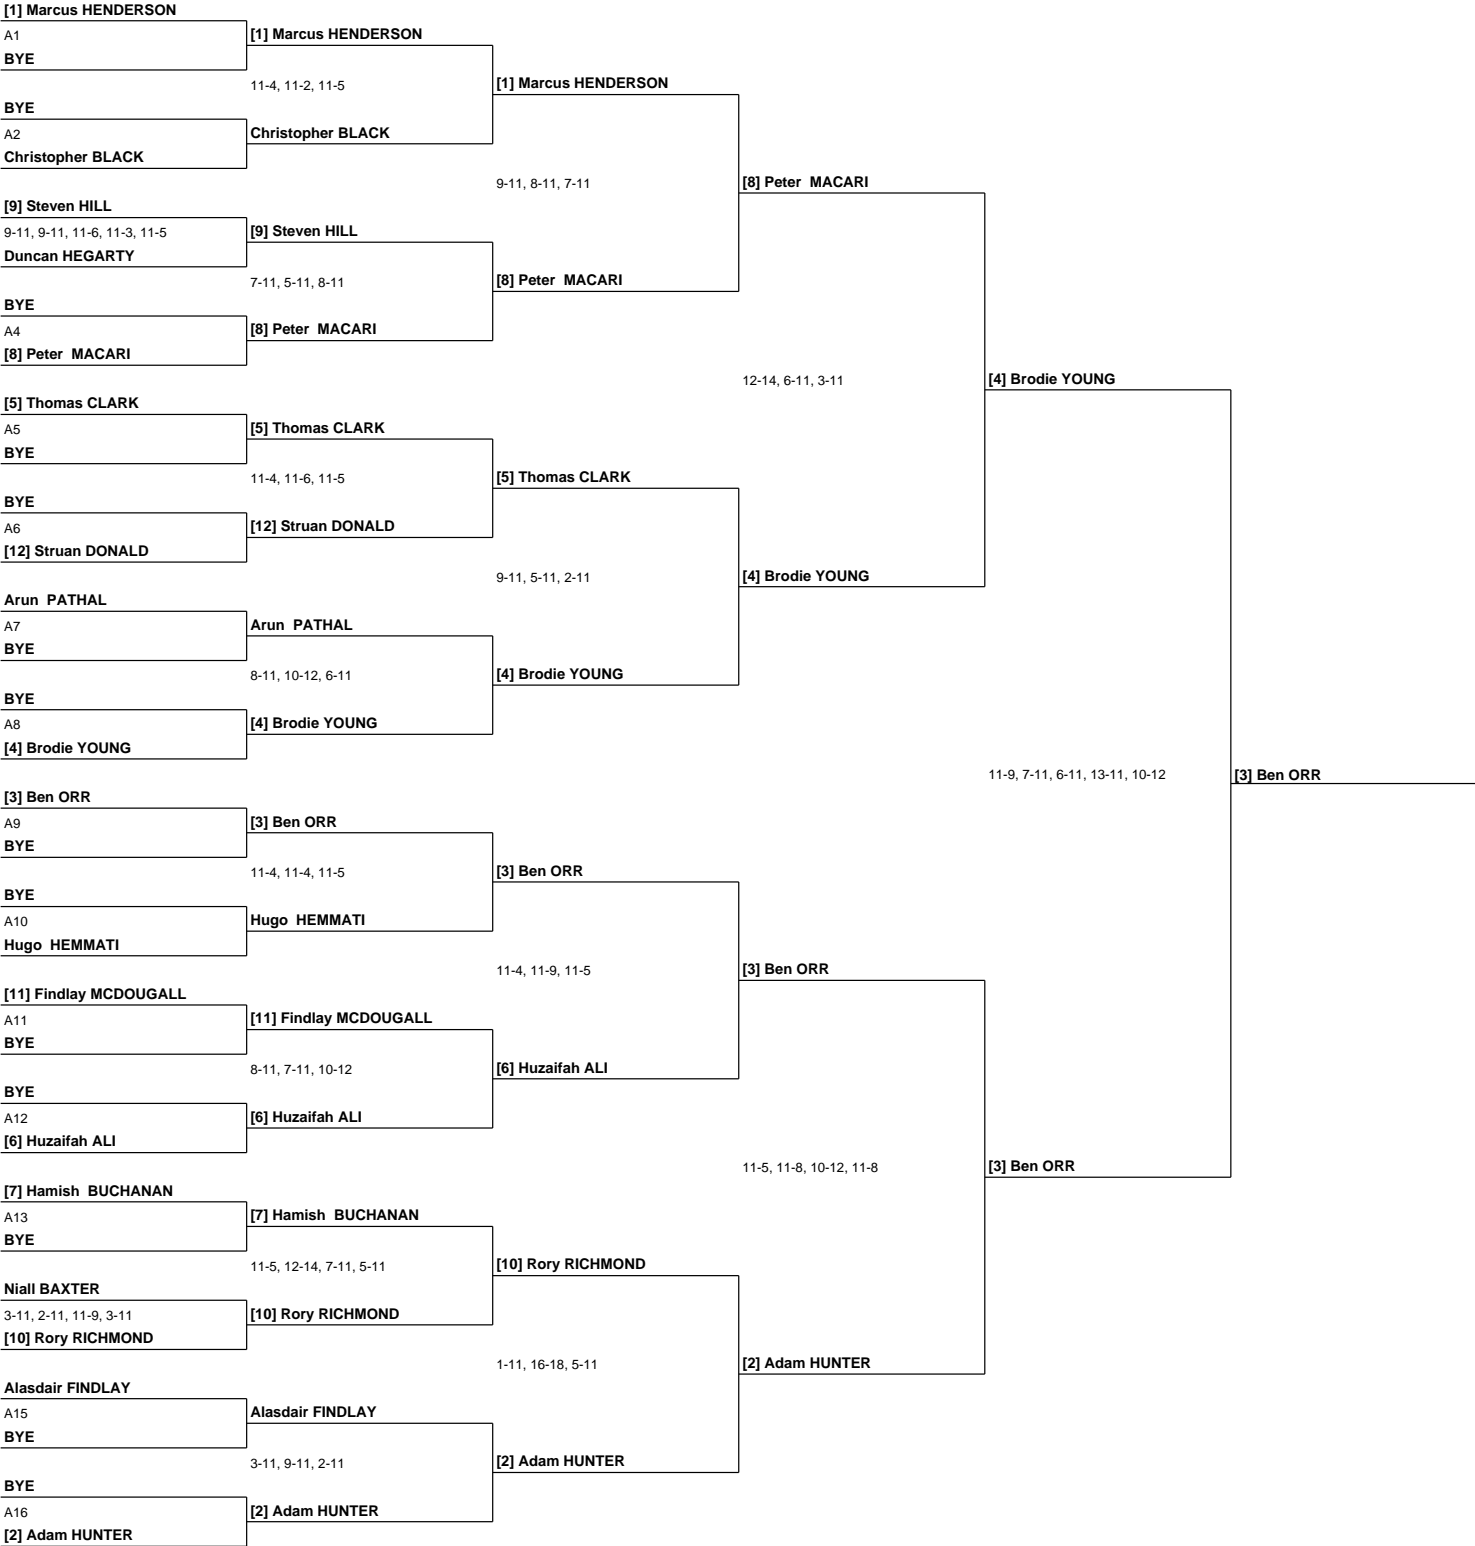 [1] Marcus HENDERSON
A1
BYE
BYE
A2
Christopher BLACK
[9] Steven HILL
9-11, 9-11, 11-6, 11-3, 11-5
Duncan HEGARTY
BYE
A4
[8] Peter MACARI
[5] Thomas CLARK
A5
BYE
BYE
A6
[12] Struan DONALD
Arun PATHAL
A7
BYE
BYE
A8
[4] Brodie YOUNG
[3] Ben ORR
A9
BYE
BYE
A10
Hugo HEMMATI
[11] Findlay MCDOUGALL
A11
BYE
BYE
A12
[6] Huzaifah ALI
[7] Hamish BUCHANAN
A13
BYE
Niall BAXTER
3-11, 2-11, 11-9, 3-11
[10] Rory RICHMOND
Alasdair FINDLAY
A15
BYE
BYE
A16
[2] Adam HUNTER
[1] Marcus HENDERSON
11-4, 11-2, 11-5
Christopher BLACK
[9] Steven HILL
7-11, 5-11, 8-11
[8] Peter MACARI
[5] Thomas CLARK
11-4, 11-6, 11-5
[12] Struan DONALD
Arun PATHAL
8-11, 10-12, 6-11
[4] Brodie YOUNG
[3] Ben ORR
11-4, 11-4, 11-5
Hugo HEMMATI
[11] Findlay MCDOUGALL
8-11, 7-11, 10-12
[6] Huzaifah ALI
[7] Hamish BUCHANAN
11-5, 12-14, 7-11, 5-11
[10] Rory RICHMOND
Alasdair FINDLAY
3-11, 9-11, 2-11
[2] Adam HUNTER
[1] Marcus HENDERSON
9-11, 8-11, 7-11
[8] Peter MACARI
[5] Thomas CLARK
9-11, 5-11, 2-11
[4] Brodie YOUNG
[3] Ben ORR
11-4, 11-9, 11-5
[6] Huzaifah ALI
[10] Rory RICHMOND
1-11, 16-18, 5-11
[2] Adam HUNTER
[8] Peter MACARI
12-14, 6-11, 3-11
[4] Brodie YOUNG
[3] Ben ORR
11-5, 11-8, 10-12, 11-8
[2] Adam HUNTER
[4] Brodie YOUNG
11-9, 7-11, 6-11, 13-11, 10-12
[3] Ben ORR
[3] Ben ORR